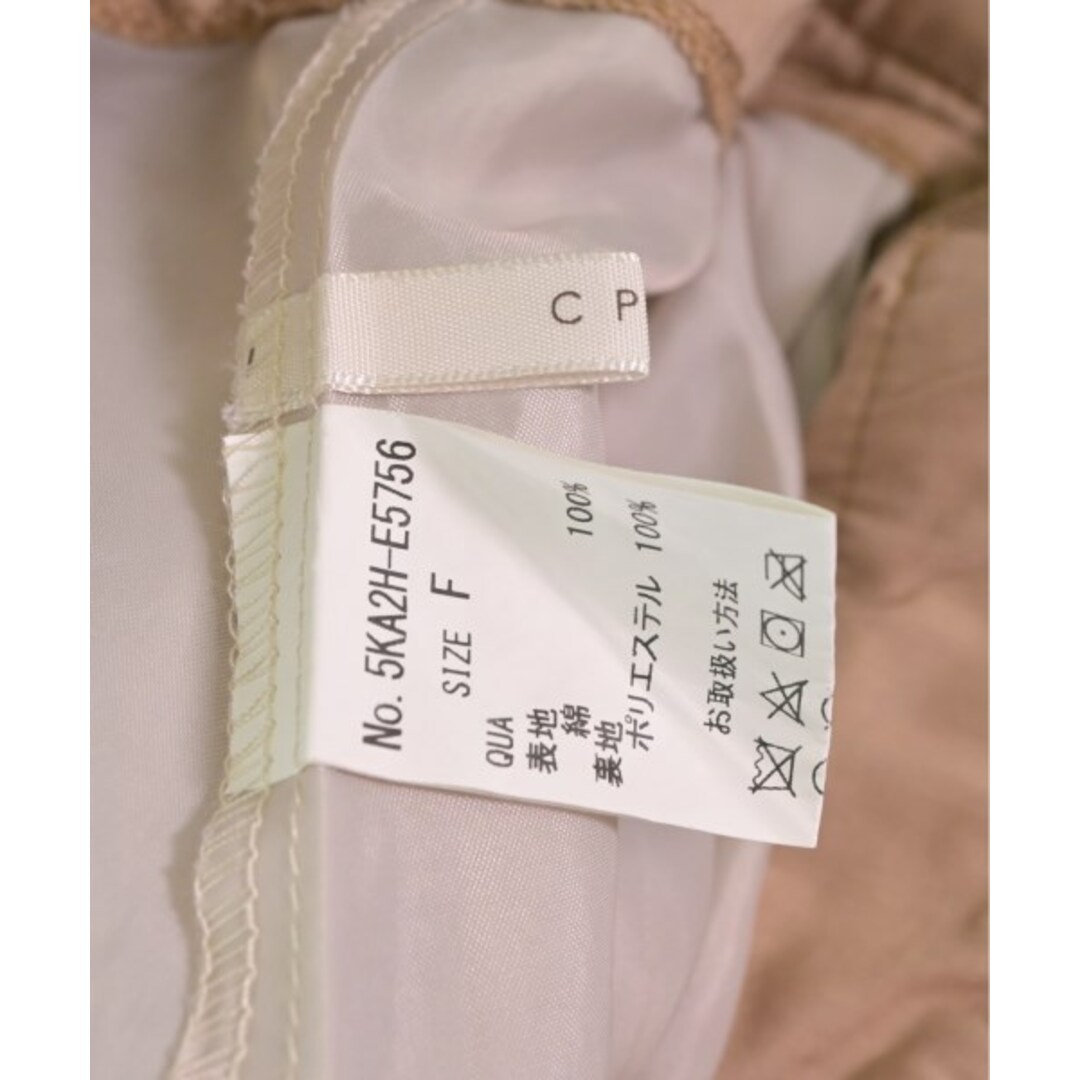 C P
No. 5KA2H-E5756
SIZE F
QUA
表地
綿 100%
裏地
ポリエステル 100%
お取扱い方法